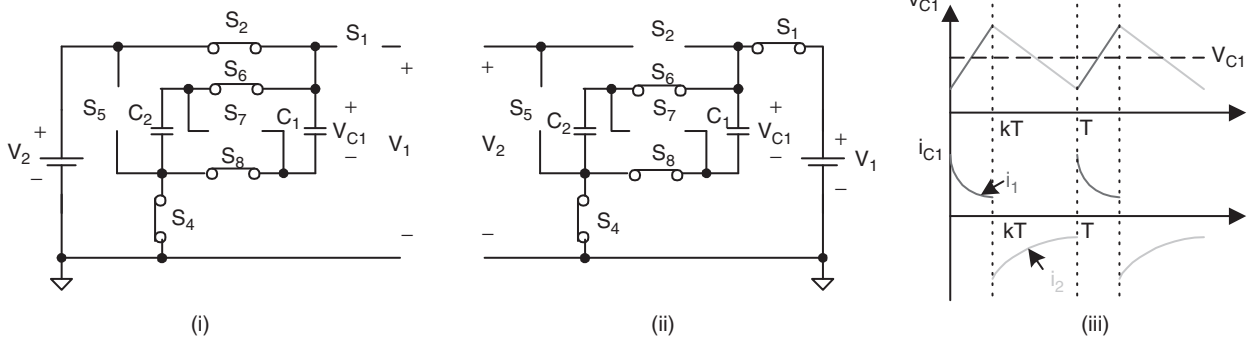 S2
S1
S6
S5
C2
S7
C1
+
VC1
−
+
V1
−
+
V2
−
S8
S4
(i)
S2
S1
+
S6
S5
C2
S7
C1
+
VC1
−
V2
−
S8
S4
+
V1
−
(ii)
VC1
VC1
kT
T
iC1
i1
kT
T
i2
(iii)